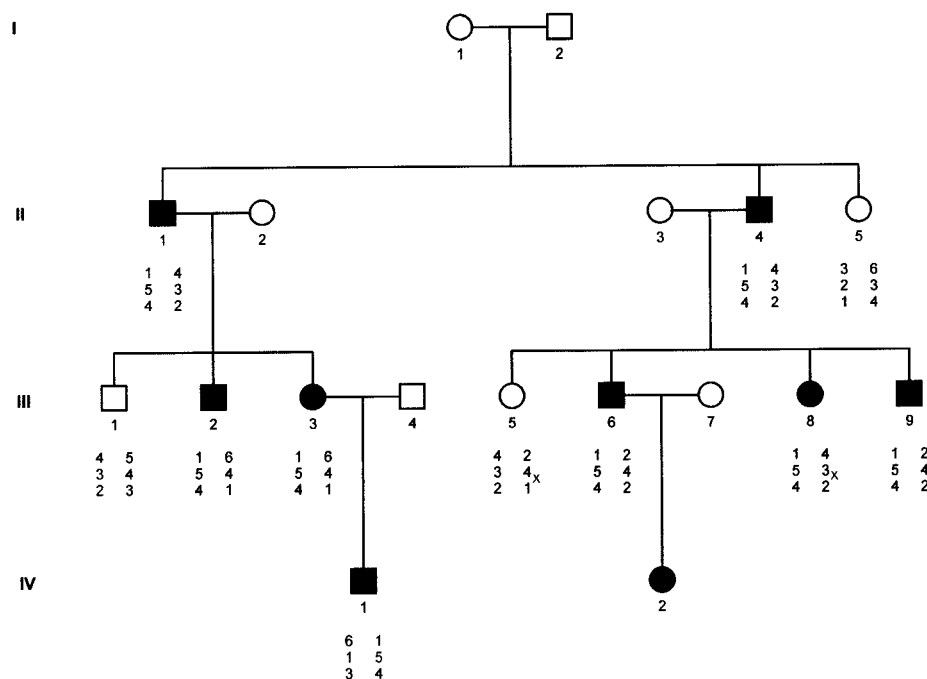 I
1 2
II
1 2 3 4 5
1 4 1 4 3 6
5 3 5 3 2 3
4 2 4 2 1 4
III
1 2 3 4 5 6 7 8 9
4 5 1 6 1 6 4 2 1 2 1 4 1 2
3 4 5 4 5 4 3 4 x 5 4 5 3 x 5 4
2 3 4 1 4 1 2 1 4 2 4 2 4 2
IV
1 2
6 1
1 5
3 4